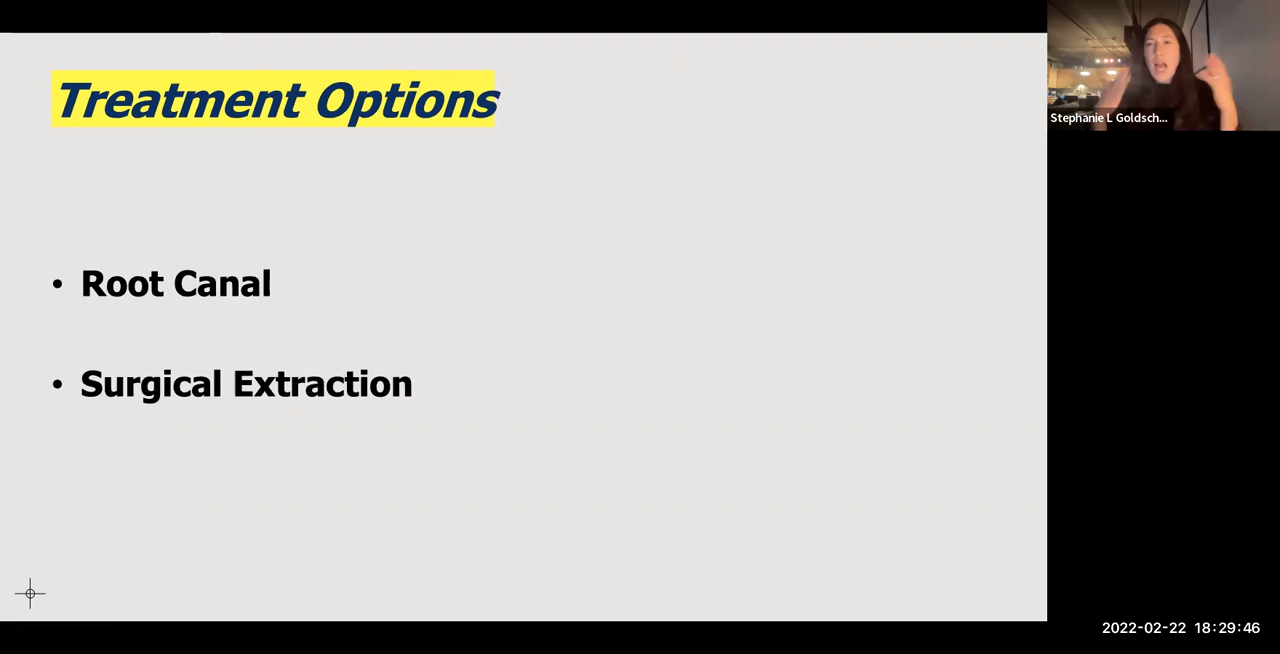 Treatment Options
• Root Canal
• Surgical Extraction
Stephanie L Goldsch...
2022-02-22 18:29:46